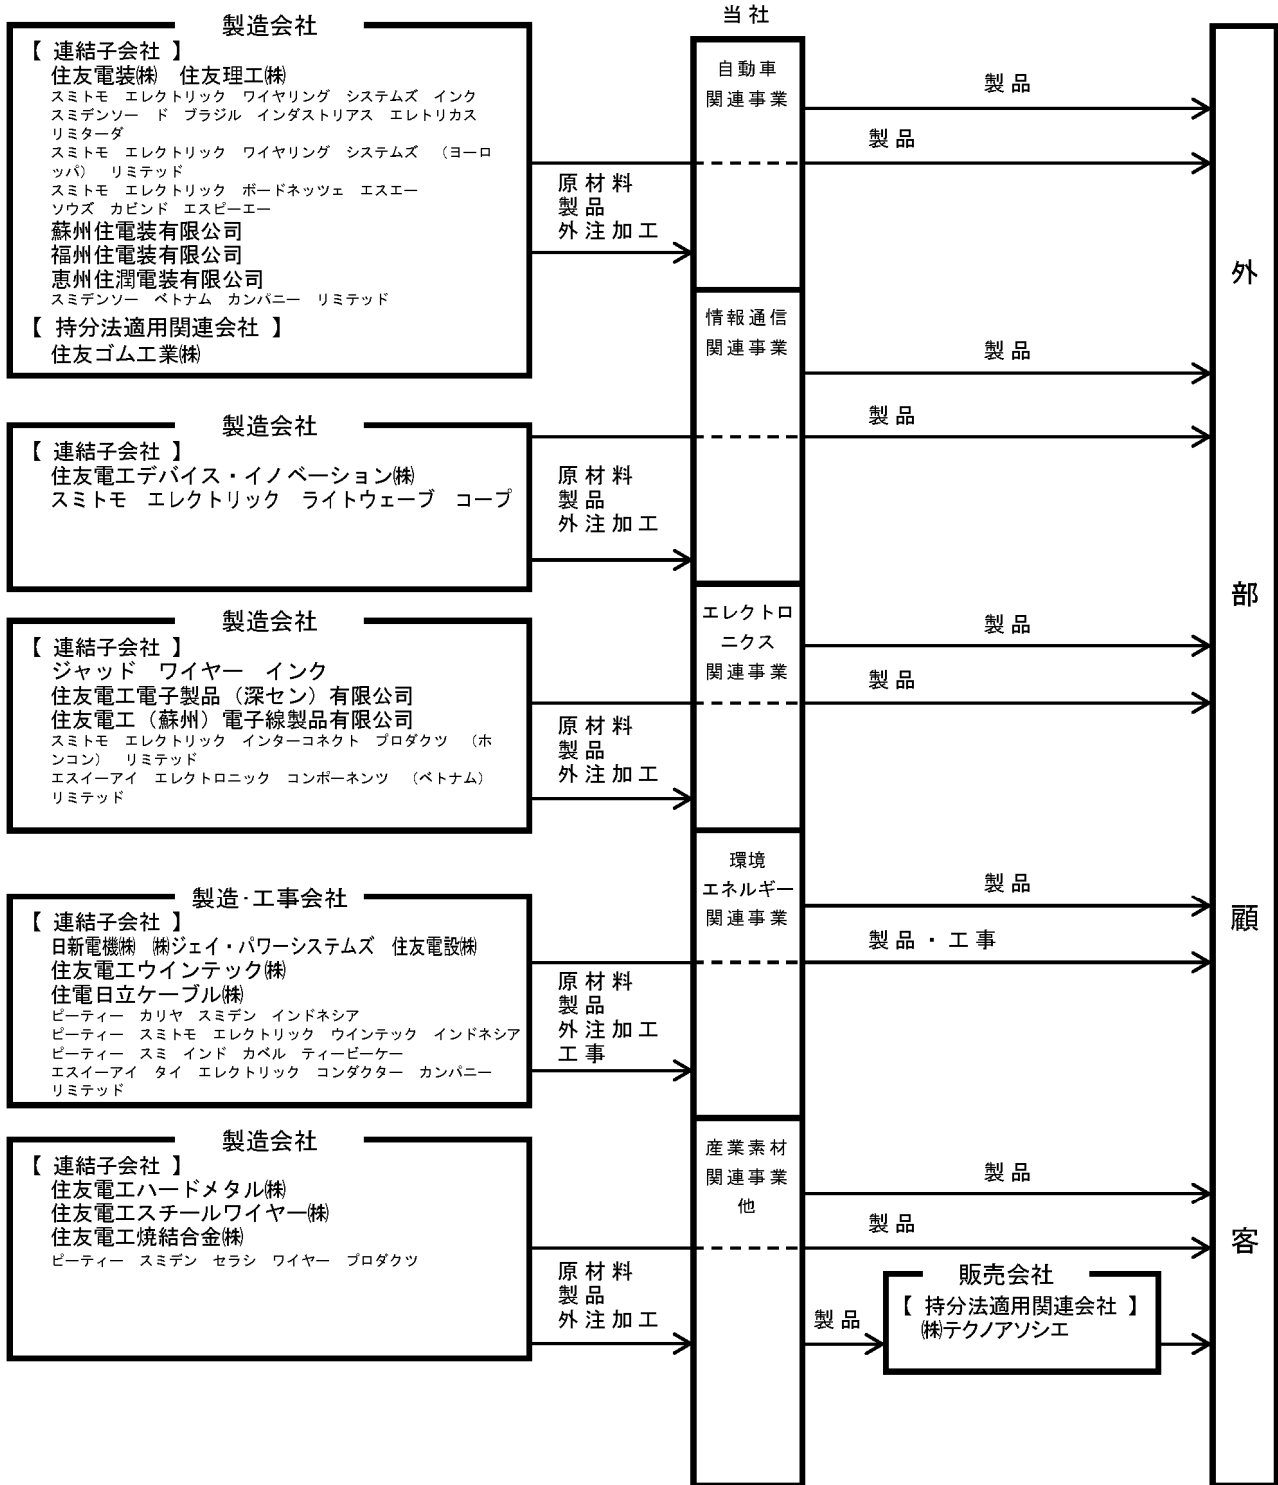 当社
製造会社
【 連結子会社 】
住友電装㈱　住友理工㈱
スミトモ　エレクトリック　ワイヤリング　システムズ　インク
スミデンソー　ド　ブラジル　インダストリアス　エレトリカス
リミターダ
スミトモ　エレクトリック　ワイヤリング　システムズ　（ヨーロ
ッパ）　リミテッド
スミトモ　エレクトリック　ボードネッツェ　エスエー
ソウズ　カビンド　エスピーエー
蘇州住電装有限公司
福州住電装有限公司
恵州住潤電装有限公司
スミデンソー　ベトナム　カンパニー　リミテッド
【 持分法適用関連会社 】
住友ゴム工業㈱
原材料
製品
外注加工
自動車
関連事業
製品
製品
製造会社
【 連結子会社 】
住友電工デバイス・イノベーション㈱
スミトモ　エレクトリック　ライトウェーブ　コープ
原材料
製品
外注加工
情報通信
関連事業
製品
製品
製造会社
【 連結子会社 】
ジャッド　ワイヤー　インク
住友電工電子製品（深セン）有限公司
住友電工（蘇州）電子線製品有限公司
スミトモ　エレクトリック　インターコネクト　プロダクツ　（ホ
ンコン）　リミテッド
エスイーアイ　エレクトロニック　コンポーネンツ　（ベトナム）
リミテッド
原材料
製品
外注加工
エレクトロ
ニクス
関連事業
製品
製品
製造･工事会社
【 連結子会社 】
日新電機㈱　㈱ジェイ・パワーシステムズ　住友電設㈱
住友電工ウインテック㈱
住電日立ケーブル㈱
ピーティー　カリヤ　スミデン　インドネシア
ピーティー　スミトモ　エレクトリック　ウインテック　インドネシア
ピーティー　スミ　インド　カベル　ティービーケー
エスイーアイ　タイ　エレクトリック　コンダクター　カンパニー
リミテッド
原材料
製品
外注加工
工事
環境
エネルギー
関連事業
製品
製品・工事
製造会社
【 連結子会社 】
住友電工ハードメタル㈱
住友電工スチールワイヤー㈱
住友電工焼結合金㈱
ピーティー　スミデン　セラシ　ワイヤー　プロダクツ
原材料
製品
外注加工
産業素材
関連事業
他
製品
製品
製品
販売会社
【 持分法適用関連会社 】
㈱テクノアソシエ
外部顧客